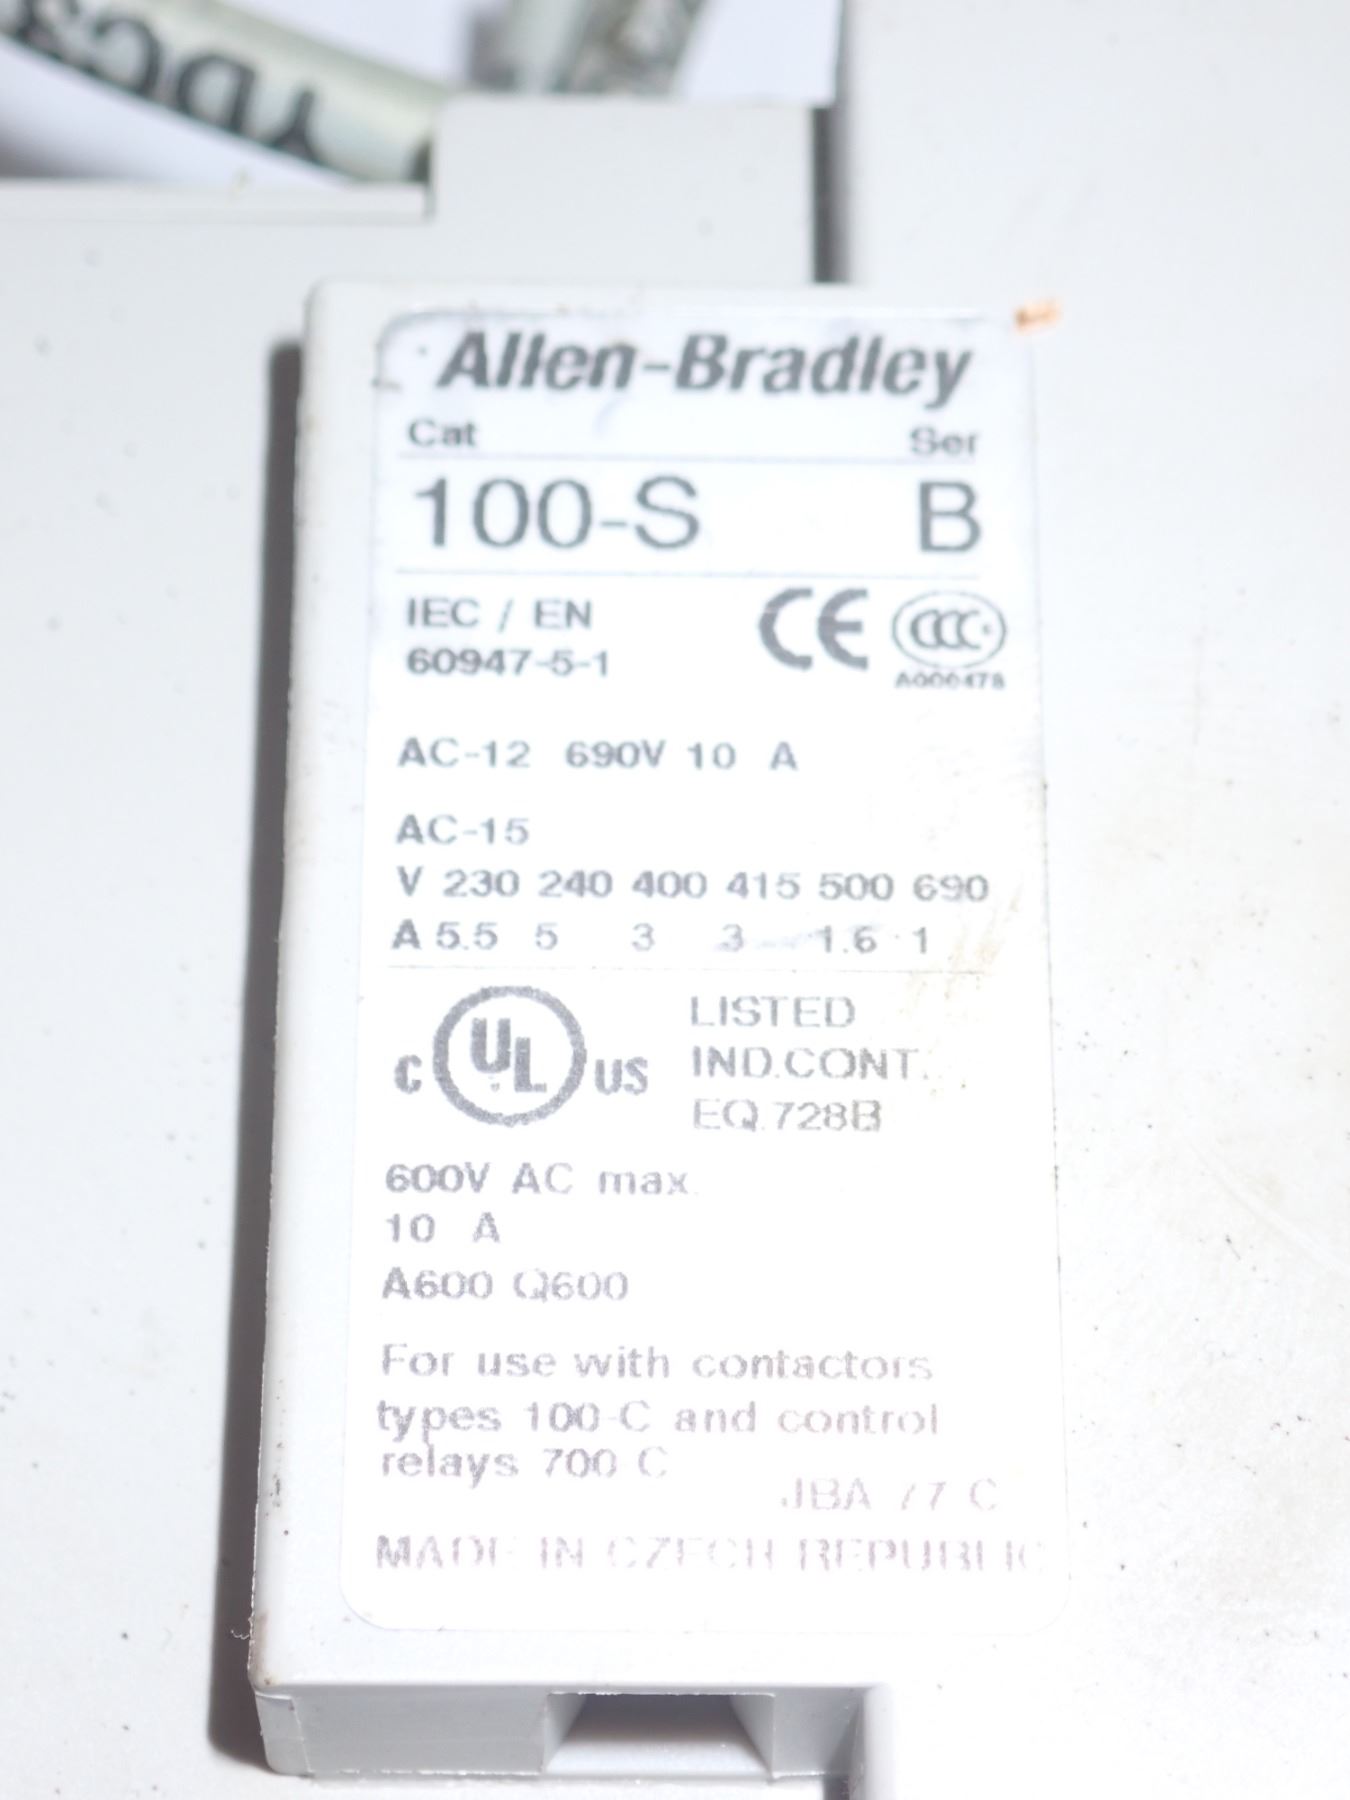 Allen-Bradley
Cat Ser
100-S B
IEC / EN
60947-5-1
CE CCC
A000478
AC-12 690V 10 A
AC-15
V 230 240 400 415 500 690
A 5.5 5 3 3 1.6 1
C UL US
LISTED
IND.CONT.
EQ.728B
600V AC max.
10 A
A600 Q600
For use with contactors
types 100-C and control
relays 700 C
JBA 77 C
MADE IN CZECH REPUBLIC